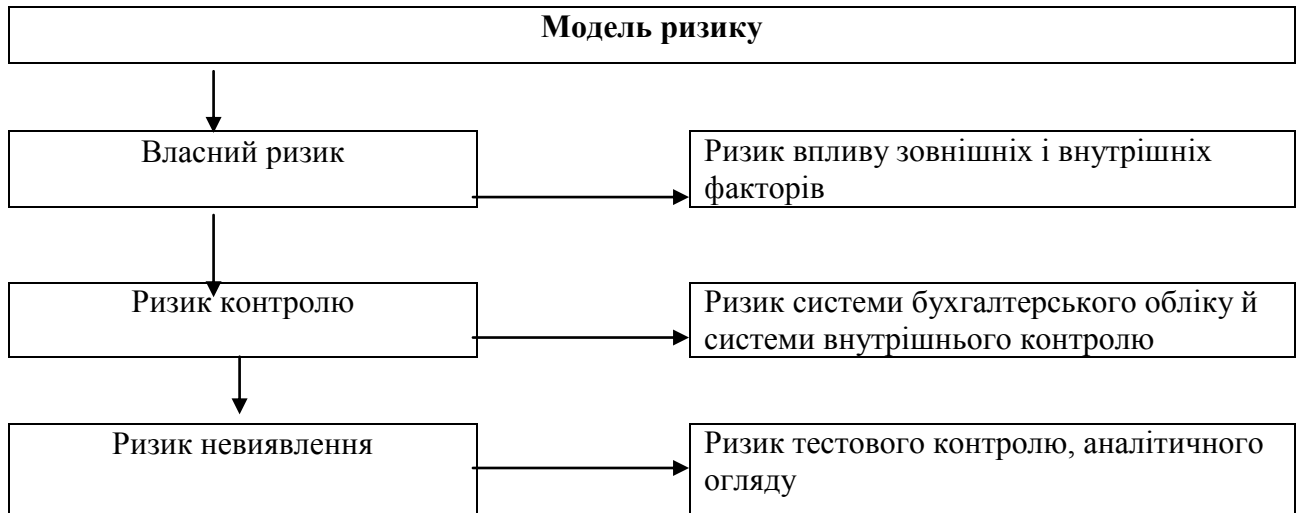 Модель ризику
Власний ризик
Ризик впливу зовнішніх і внутрішніх
факторів
Ризик контролю
Ризик системи бухгалтерського обліку й
системи внутрішнього контролю
Ризик невиявлення
Ризик тестового контролю, аналітичного
огляду